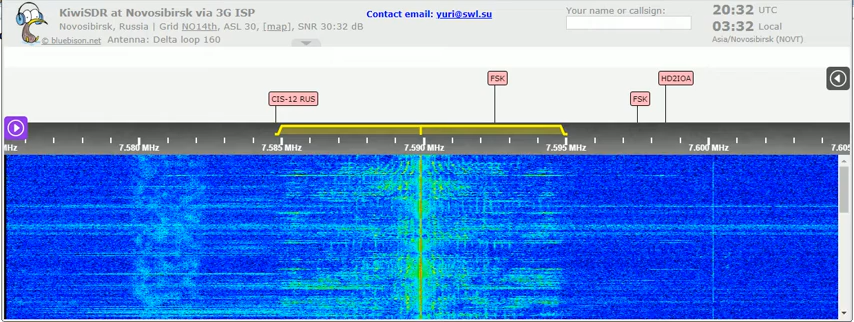 KiwiSDR at Novosibirsk via 3G ISP
Novosibirsk, Russia | Grid NO14th, ASL 30, [map], SNR 30:32 dB
© bluebison.net Antenna: Delta loop 160
Contact email: yuri@swl.su
Your name or callsign:
20:32 UTC
03:32 Local
Asia/Novosibirsk (NOVT)
FSK
HD2IOA
CIS-12 RUS
FSK
MHz 7.580 MHz 7.585 MHz 7.590 MHz 7.595 MHz 7.600 MHz 7.605